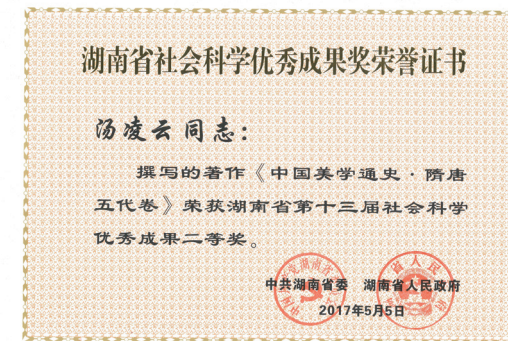 湖南省社会科学优秀成果奖荣誉证书
汤凌云同志：
撰写的著作《中国美学通史·隋唐
五代卷》荣获湖南省第十三届社会科学
优秀成果二等奖。
中共湖南省委 湖南省人民政府
2017年5月5日